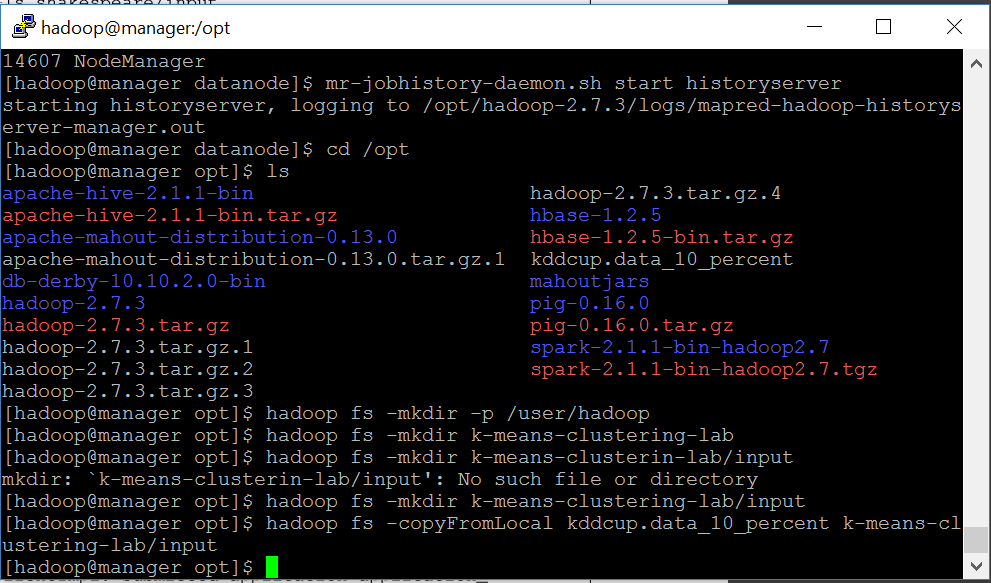 hadoop@manager:/opt
14607 NodeManager
[hadoop@manager datanode]$ mr-jobhistory-daemon.sh start historyserver
starting historyserver, logging to /opt/hadoop-2.7.3/logs/mapred-hadoop-historys
erver-manager.out
[hadoop@manager datanode]$ cd /opt
[hadoop@manager opt]$ ls
apache-hive-2.1.1-bin hadoop-2.7.3.tar.gz.4
apache-hive-2.1.1-bin.tar.gz hbase-1.2.5
apache-mahout-distribution-0.13.0 hbase-1.2.5-bin.tar.gz
apache-mahout-distribution-0.13.0.tar.gz.1 kddcup.data_10_percent
db-derby-10.10.2.0-bin mahoutjars
hadoop-2.7.3 pig-0.16.0
hadoop-2.7.3.tar.gz pig-0.16.0.tar.gz
hadoop-2.7.3.tar.gz.1 spark-2.1.1-bin-hadoop2.7
hadoop-2.7.3.tar.gz.2 spark-2.1.1-bin-hadoop2.7.tgz
hadoop-2.7.3.tar.gz.3
[hadoop@manager opt]$ hadoop fs -mkdir -p /user/hadoop
[hadoop@manager opt]$ hadoop fs -mkdir k-means-clustering-lab
[hadoop@manager opt]$ hadoop fs -mkdir k-means-clusterin-lab/input
mkdir: `k-means-clusterin-lab/input': No such file or directory
[hadoop@manager opt]$ hadoop fs -mkdir k-means-clustering-lab/input
[hadoop@manager opt]$ hadoop fs -copyFromLocal kddcup.data_10_percent k-means-cl
ustering-lab/input
[hadoop@manager opt]$